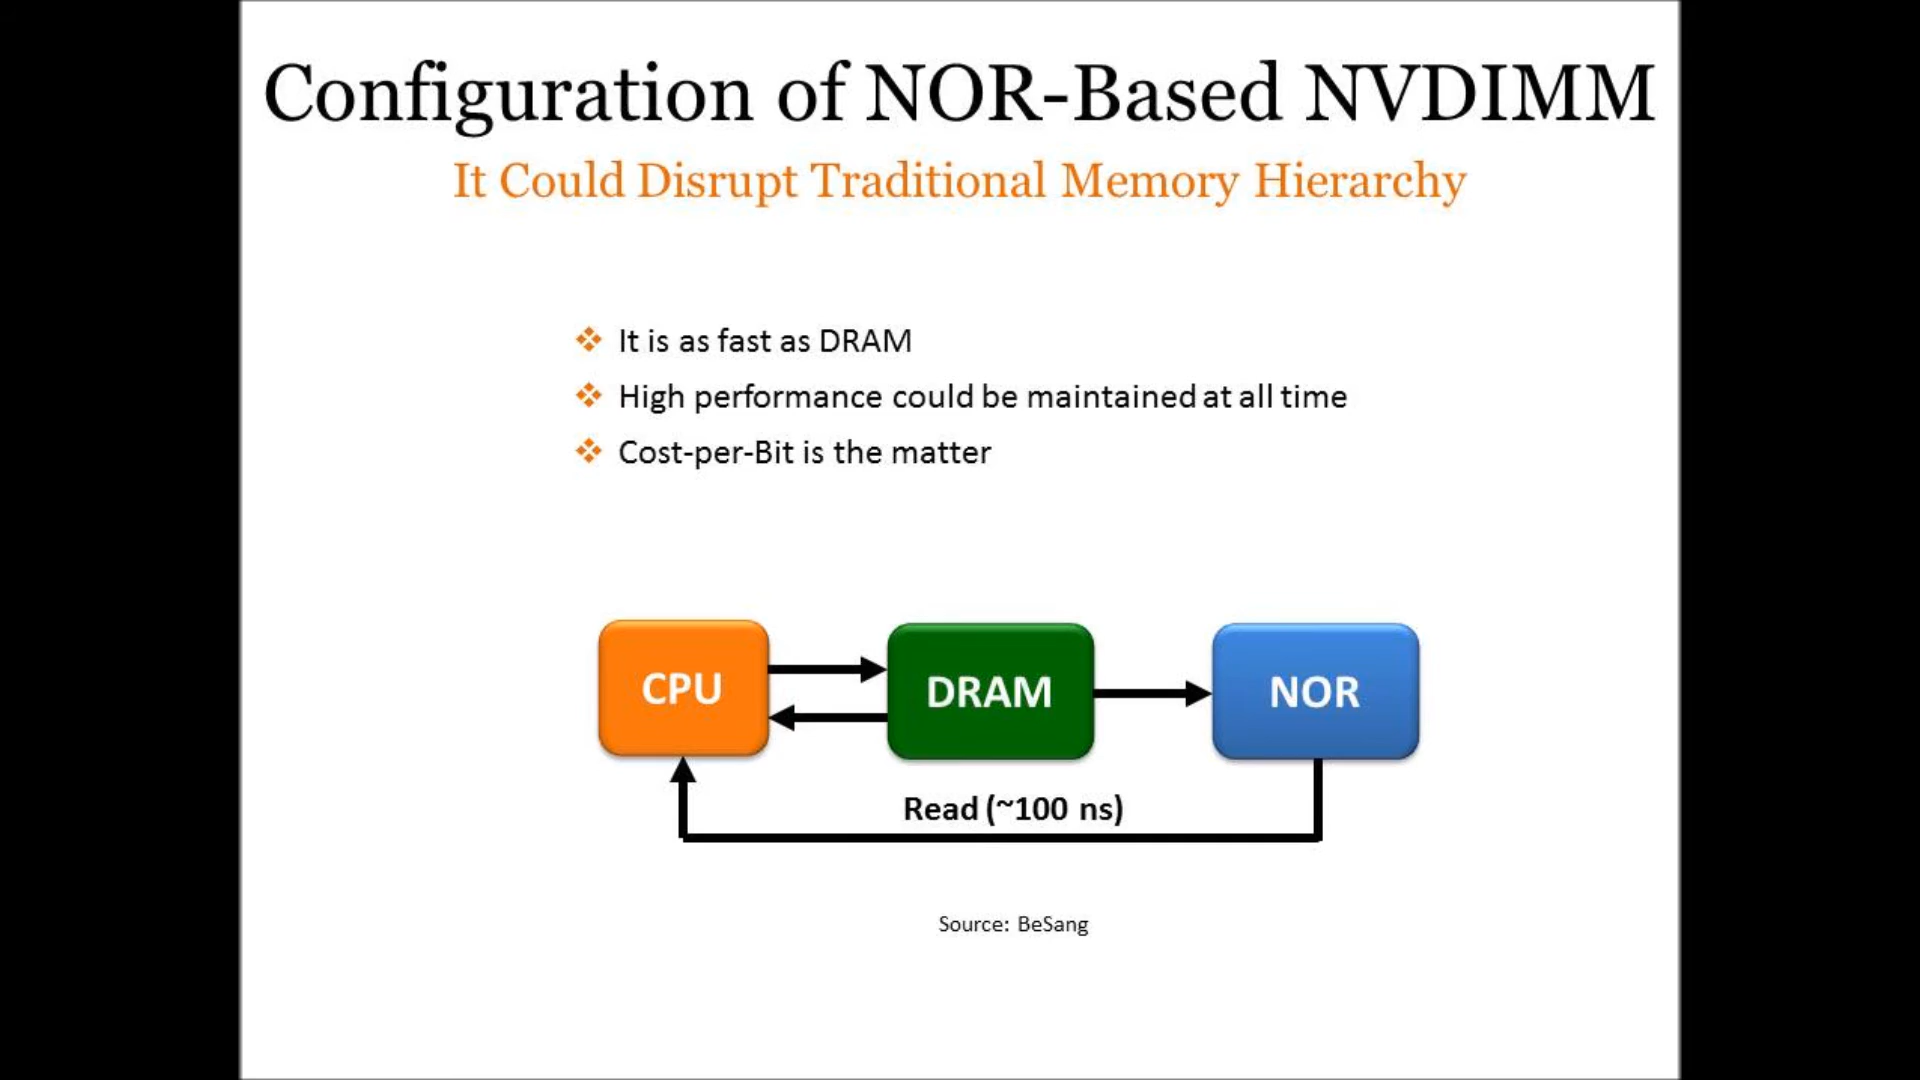 Configuration of NOR-Based NVDIMM
It Could Disrupt Traditional Memory Hierarchy
It is as fast as DRAM
High performance could be maintained at all time
Cost-per-Bit is the matter
CPU
DRAM
NOR
Read (~100 ns)
Source: BeSang